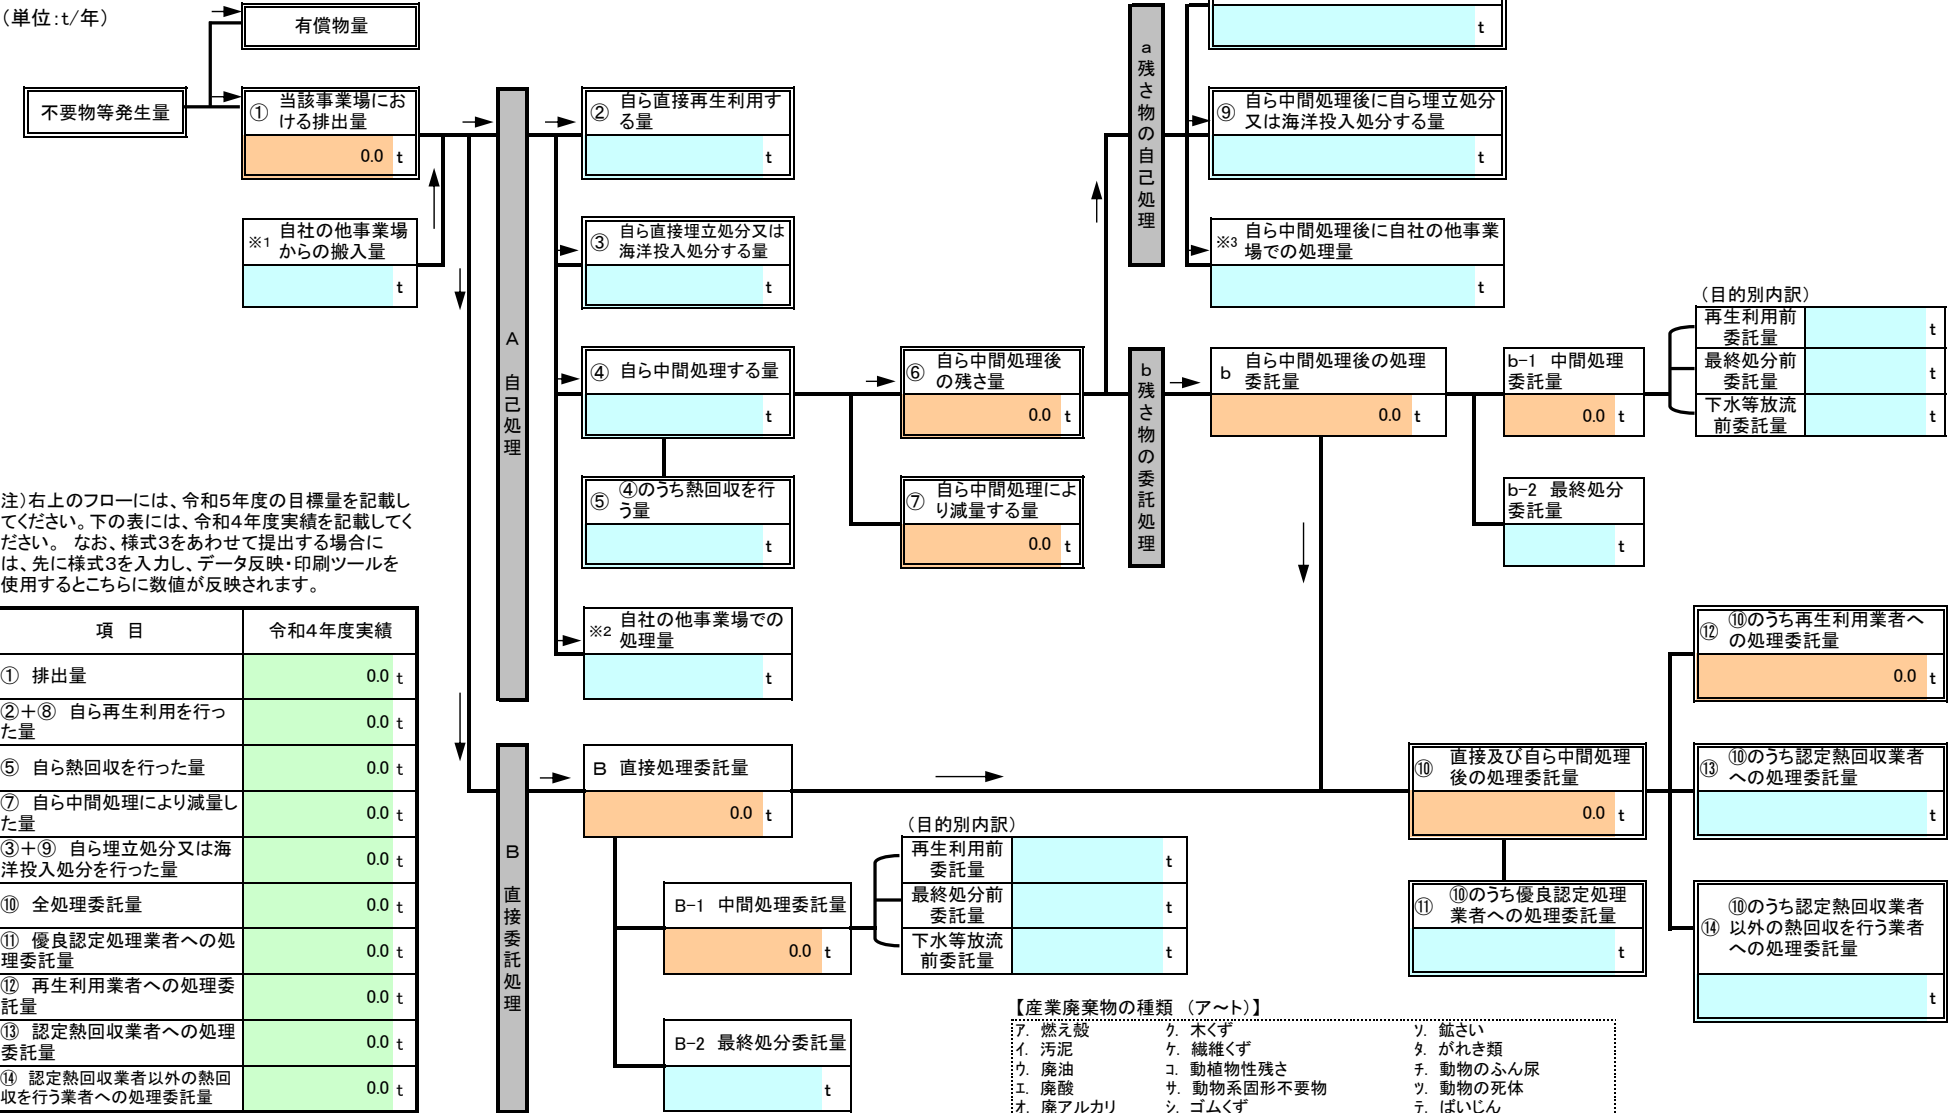 (単位:t/年)
有償物量
t
不要物等発生量
① 当該事業場にお
ける排出量
0.0 t
※1 自社の他事業場
からの搬入量
t
A 自己処理
② 自ら直接再生利用す
る量
t
③ 自ら直接埋立処分又は
海洋投入処分する量
t
④ 自ら中間処理する量
t
⑤ ④のうち熱回収を行
う量
t
※2 自社の他事業場での
処理量
t
⑥ 自ら中間処理後
の残さ量
0.0 t
⑦ 自ら中間処理によ
り減量する量
0.0 t
a残さ物の自己処理
⑨ 自ら中間処理後に自ら埋立処分
又は海洋投入処分する量
t
※3 自ら中間処理後に自社の他事業
場での処理量
t
b残さ物の委託処理
b 自ら中間処理後の処理
委託量
0.0 t
b-1 中間処理
委託量
0.0 t
(目的別内訳)
再生利用前
委託量
t
最終処分前
委託量
t
下水等放流
前委託量
t
b-2 最終処分
委託量
t
注)右上のフローには、令和5年度の目標量を記載し
てください。下の表には、令和4年度実績を記載してく
ださい。 なお、様式3をあわせて提出する場合に
は、先に様式3を入力し、データ反映・印刷ツールを
使用するとこちらに数値が反映されます。
項 目 令和4年度実績
① 排出量 0.0 t
②+⑧ 自ら再生利用を行っ
た量
0.0 t
⑤ 自ら熱回収を行った量 0.0 t
⑦ 自ら中間処理により減量し
た量
0.0 t
③+⑨ 自ら埋立処分又は海
洋投入処分を行った量
0.0 t
⑩ 全処理委託量 0.0 t
⑪ 優良認定処理業者への処
理委託量
0.0 t
⑫ 再生利用業者への処理委
託量
0.0 t
⑬ 認定熱回収業者への処理
委託量
0.0 t
⑭ 認定熱回収業者以外の熱回
収を行う業者への処理委託量
0.0 t
B 直接委託処理
B 直接処理委託量
0.0 t
B-1 中間処理委託量
0.0 t
(目的別内訳)
再生利用前
委託量
t
最終処分前
委託量
t
下水等放流
前委託量
t
B-2 最終処分委託量
t
⑩ 直接及び自ら中間処理
後の処理委託量
0.0 t
⑪ ⑩のうち優良認定処理
業者への処理委託量
t
⑫ ⑩のうち再生利用業者へ
の処理委託量
0.0 t
⑬ ⑩のうち認定熱回収業者
への処理委託量
t
⑭ ⑩のうち認定熱回収業者
以外の熱回収を行う業者
への処理委託量
t
【産業廃棄物の種類 (ア~ト)】
ア. 燃え殻 ク. 木くず ソ. 鉱さい
イ. 汚泥 ケ. 繊維くず タ. がれき類
ウ. 廃油 コ. 動植物性残さ チ. 動物のふん尿
エ. 廃酸 サ. 動物系固形不要物 ツ. 動物の死体
オ. 廃アルカリ シ. ゴムくず テ. ばいじん